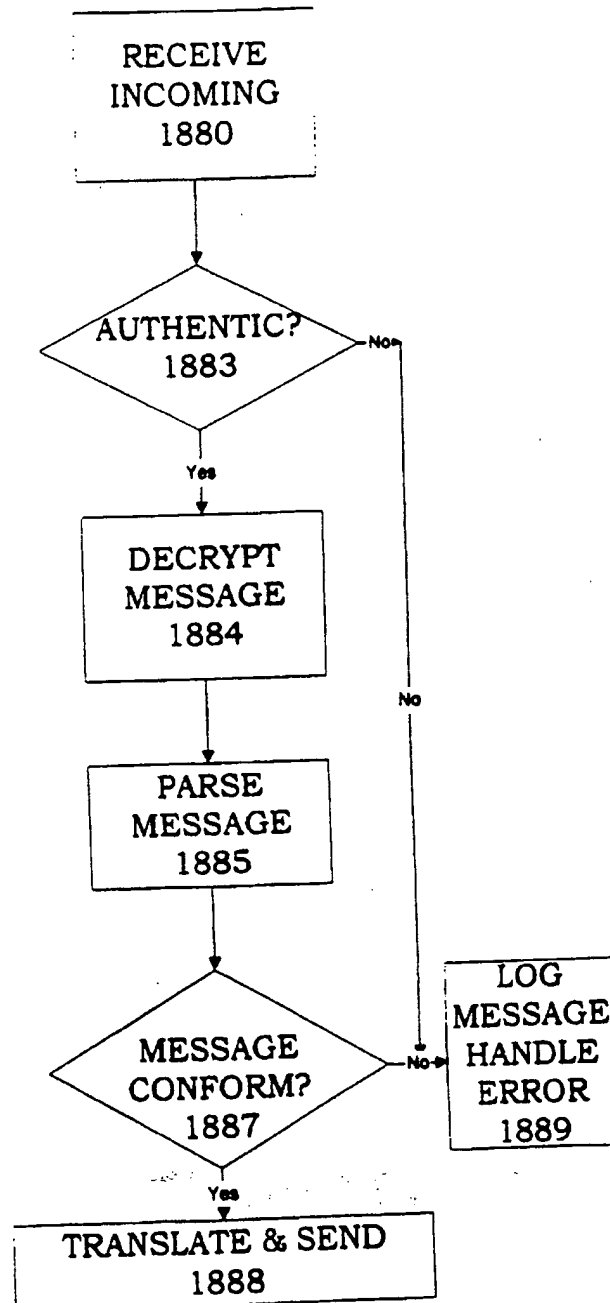 RECEIVE
INCOMING
1880
AUTHENTIC?
1883
No
Yes
DECRYPT
MESSAGE
1884
No
PARSE
MESSAGE
1885
MESSAGE
CONFORM?
1887
No
LOG
MESSAGE
HANDLE
ERROR
1889
Yes
TRANSLATE & SEND
1888